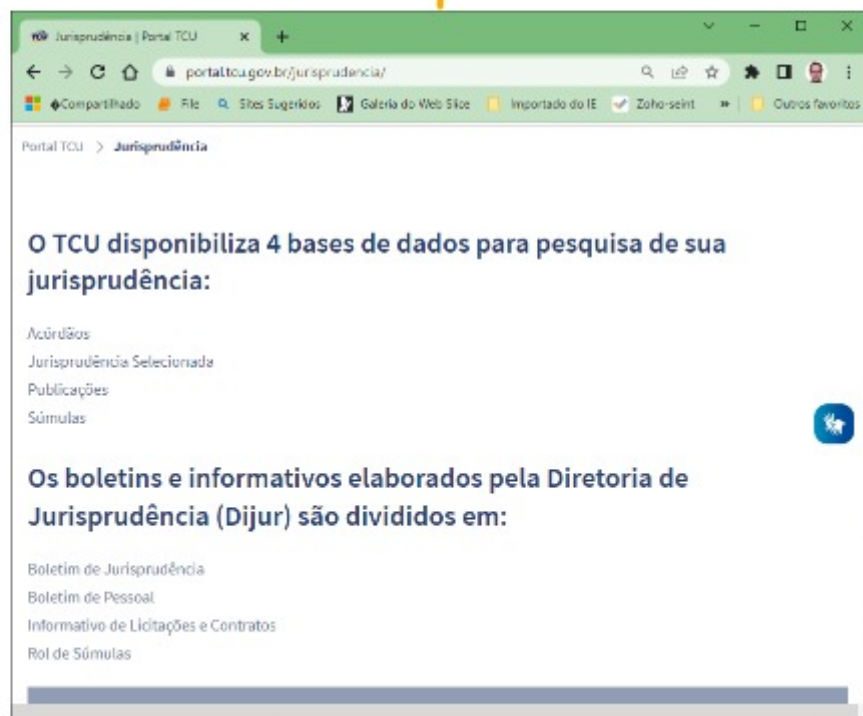 Jurisprudência | Portal TCU
portal.tcu.gov.br/jurisprudencia/
�Compartilhado File Sites Sugeridos Galeria do Web Slice Importado do IE Zoho-seint » Outros favoritos
Portal TCU > Jurisprudência
O TCU disponibiliza 4 bases de dados para pesquisa de sua
jurisprudência:
Acórdãos
Jurisprudência Selecionada
Publicações
Súmulas
Os boletins e informativos elaborados pela Diretoria de
Jurisprudência (Dijur) são divididos em:
Boletim de Jurisprudência
Boletim de Pessoal
Informativo de Licitações e Contratos
Rol de Súmulas